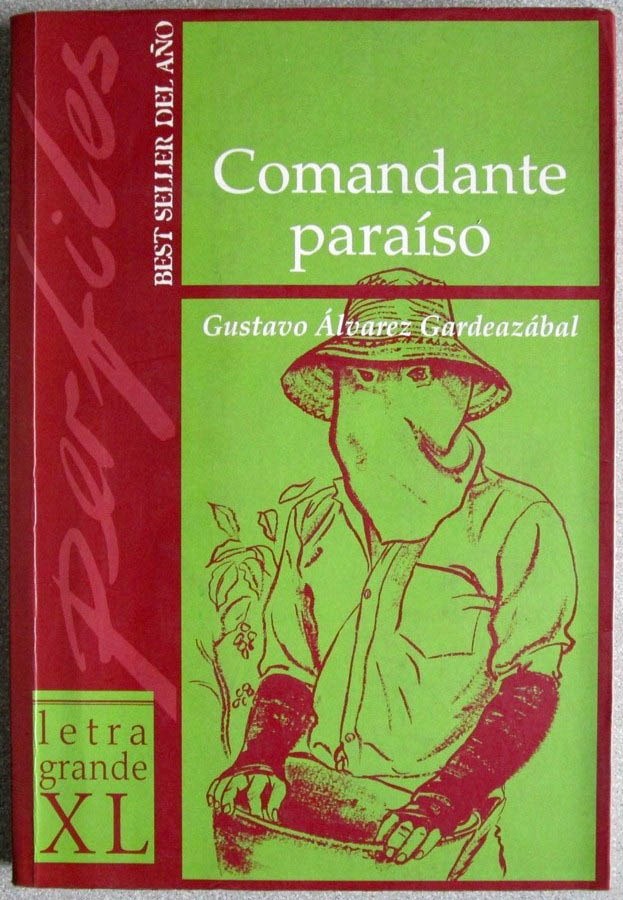 perfiles
BEST SELLER DEL AÑO
Comandante
paraíso
Gustavo Álvarez Gardeazábal
letra
grande
XL